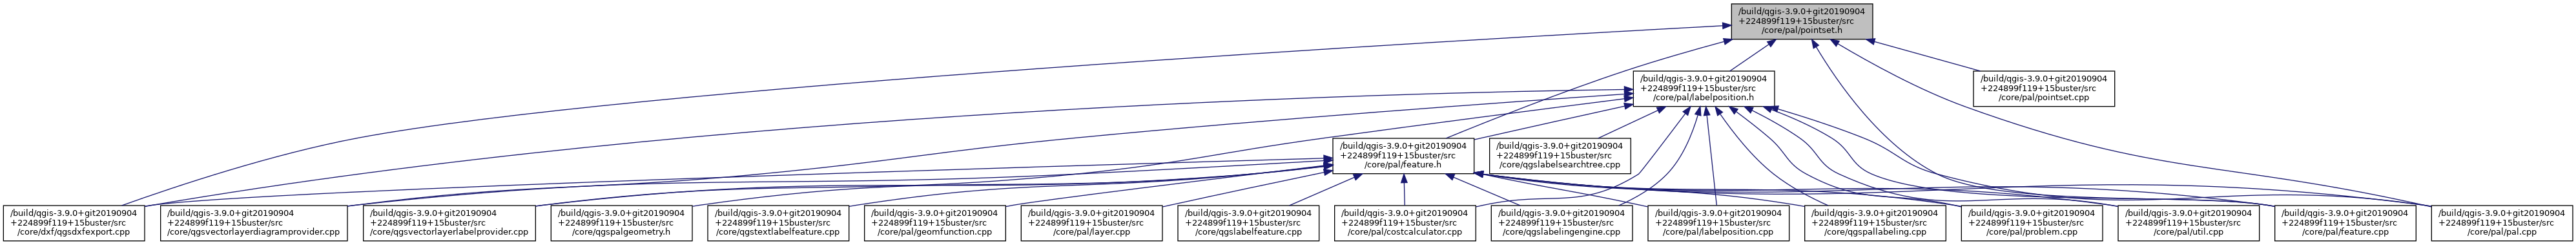 /build/qgis-3.9.0+git20190904
+224899f119+15buster/src
/core/pal/pointset.h
/build/qgis-3.9.0+git20190904
+224899f119+15buster/src
/core/pal/labelposition.h
/build/qgis-3.9.0+git20190904
+224899f119+15buster/src
/core/pal/pointset.cpp
/build/qgis-3.9.0+git20190904
+224899f119+15buster/src
/core/pal/feature.h
/build/qgis-3.9.0+git20190904
+224899f119+15buster/src
/core/qgslabelsearchtree.cpp
/build/qgis-3.9.0+git20190904
+224899f119+15buster/src
/core/dxf/qgsdxfexport.cpp
/build/qgis-3.9.0+git20190904
+224899f119+15buster/src
/core/qgsvectorlayerdiagramprovider.cpp
/build/qgis-3.9.0+git20190904
+224899f119+15buster/src
/core/qgsvectorlayerlabelprovider.cpp
/build/qgis-3.9.0+git20190904
+224899f119+15buster/src
/core/qgspalgeometry.h
/build/qgis-3.9.0+git20190904
+224899f119+15buster/src
/core/qgstextlabelfeature.cpp
/build/qgis-3.9.0+git20190904
+224899f119+15buster/src
/core/pal/geomfunction.cpp
/build/qgis-3.9.0+git20190904
+224899f119+15buster/src
/core/pal/layer.cpp
/build/qgis-3.9.0+git20190904
+224899f119+15buster/src
/core/qgslabelfeature.cpp
/build/qgis-3.9.0+git20190904
+224899f119+15buster/src
/core/pal/costcalculator.cpp
/build/qgis-3.9.0+git20190904
+224899f119+15buster/src
/core/qgslabelingengine.cpp
/build/qgis-3.9.0+git20190904
+224899f119+15buster/src
/core/pal/labelposition.cpp
/build/qgis-3.9.0+git20190904
+224899f119+15buster/src
/core/qgspallabeling.cpp
/build/qgis-3.9.0+git20190904
+224899f119+15buster/src
/core/pal/problem.cpp
/build/qgis-3.9.0+git20190904
+224899f119+15buster/src
/core/pal/util.cpp
/build/qgis-3.9.0+git20190904
+224899f119+15buster/src
/core/pal/feature.cpp
/build/qgis-3.9.0+git20190904
+224899f119+15buster/src
/core/pal/pal.cpp